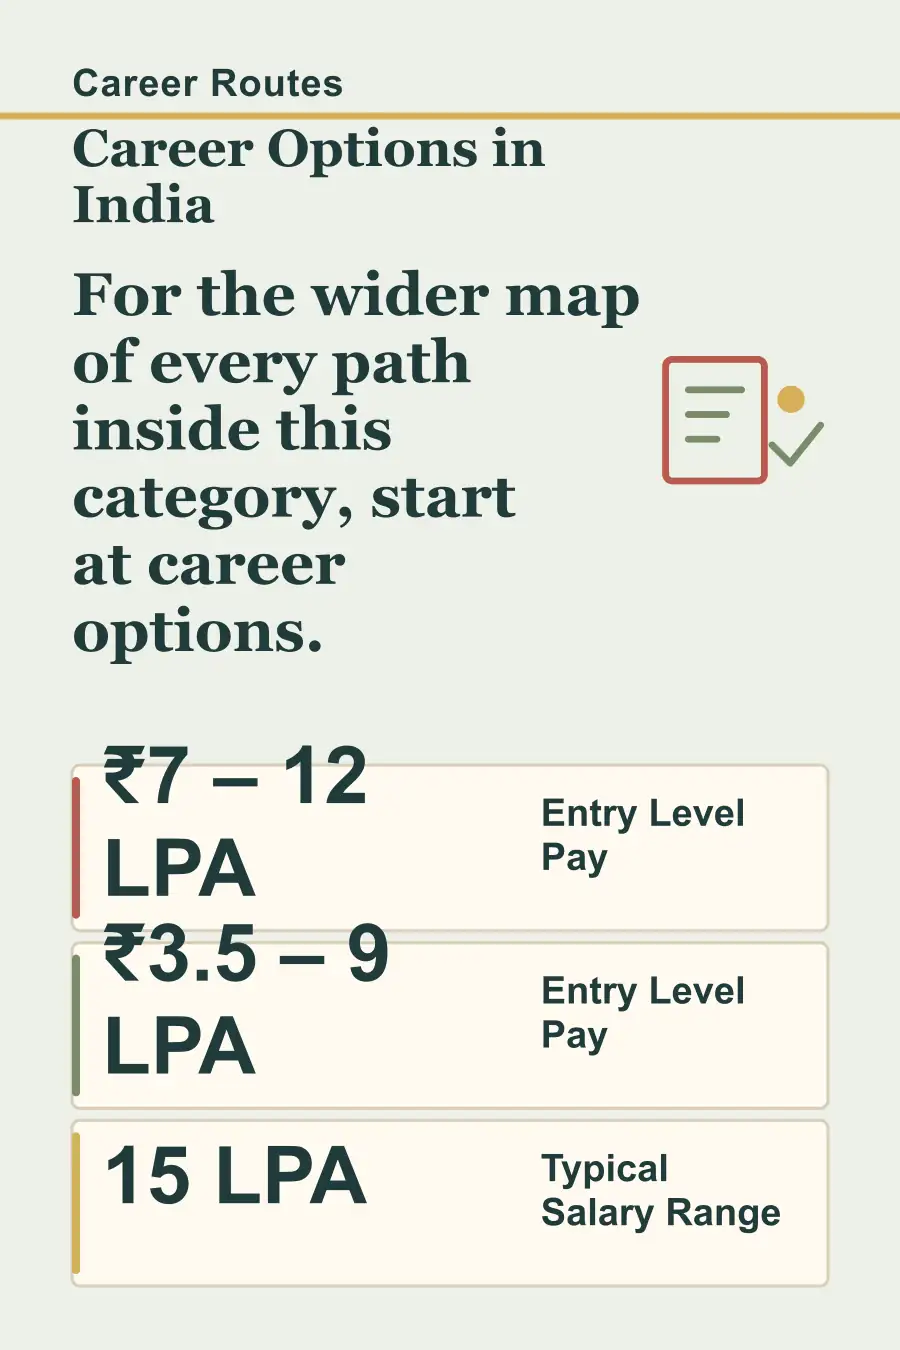 Career Routes
Career Options in
India
For the wider map
of every path
inside this
category, start
at career
options.
₹7 – 12
LPA
Entry Level
Pay
₹3.5 – 9
LPA
Entry Level
Pay
15 LPA
Typical
Salary Range